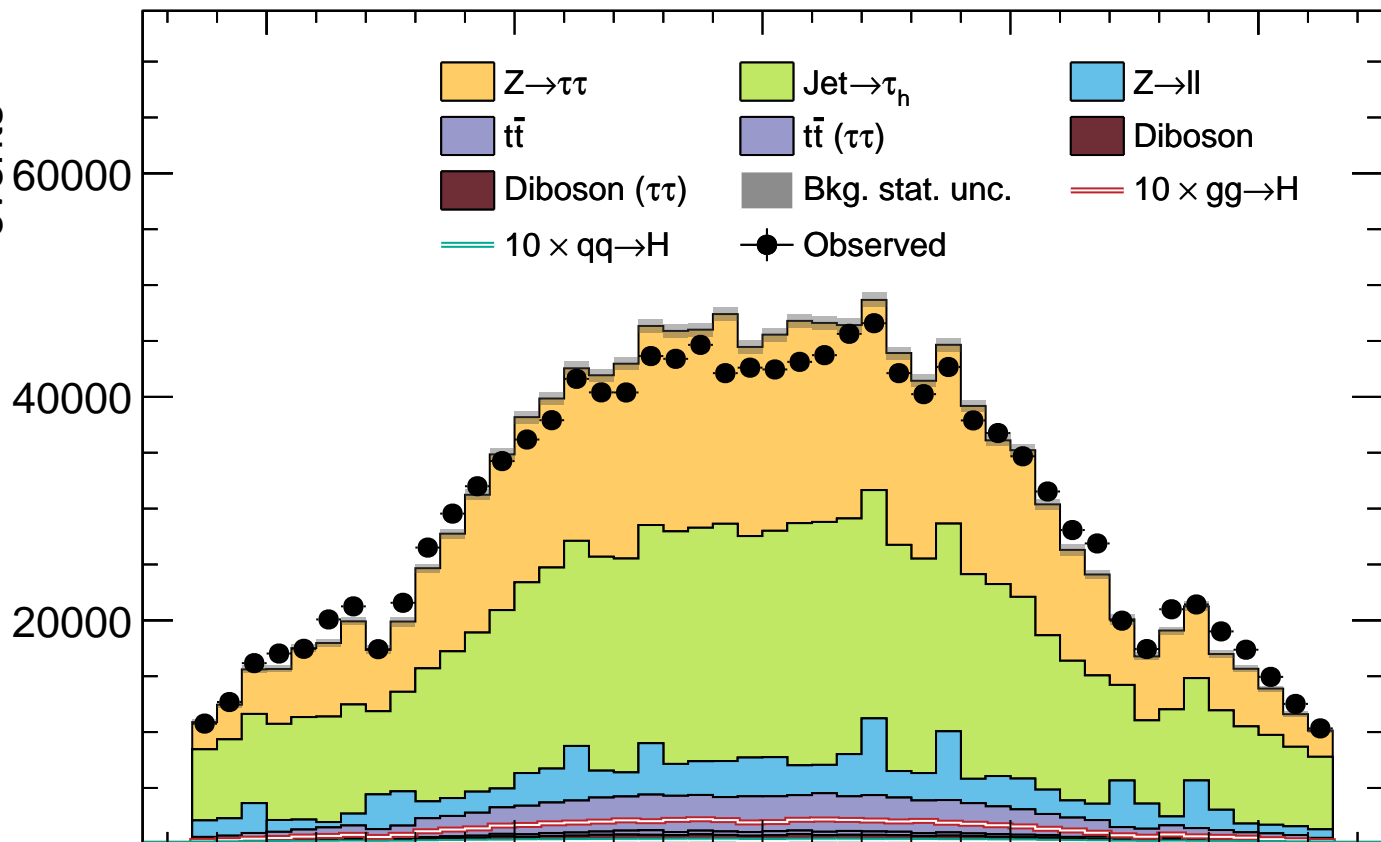 Z→ττ Jet→τh Z→ll
tt̄ tt̄ (ττ) Diboson
Diboson (ττ) Bkg. stat. unc. 10 × gg→H
10 × qq→H Observed
60000
40000
20000